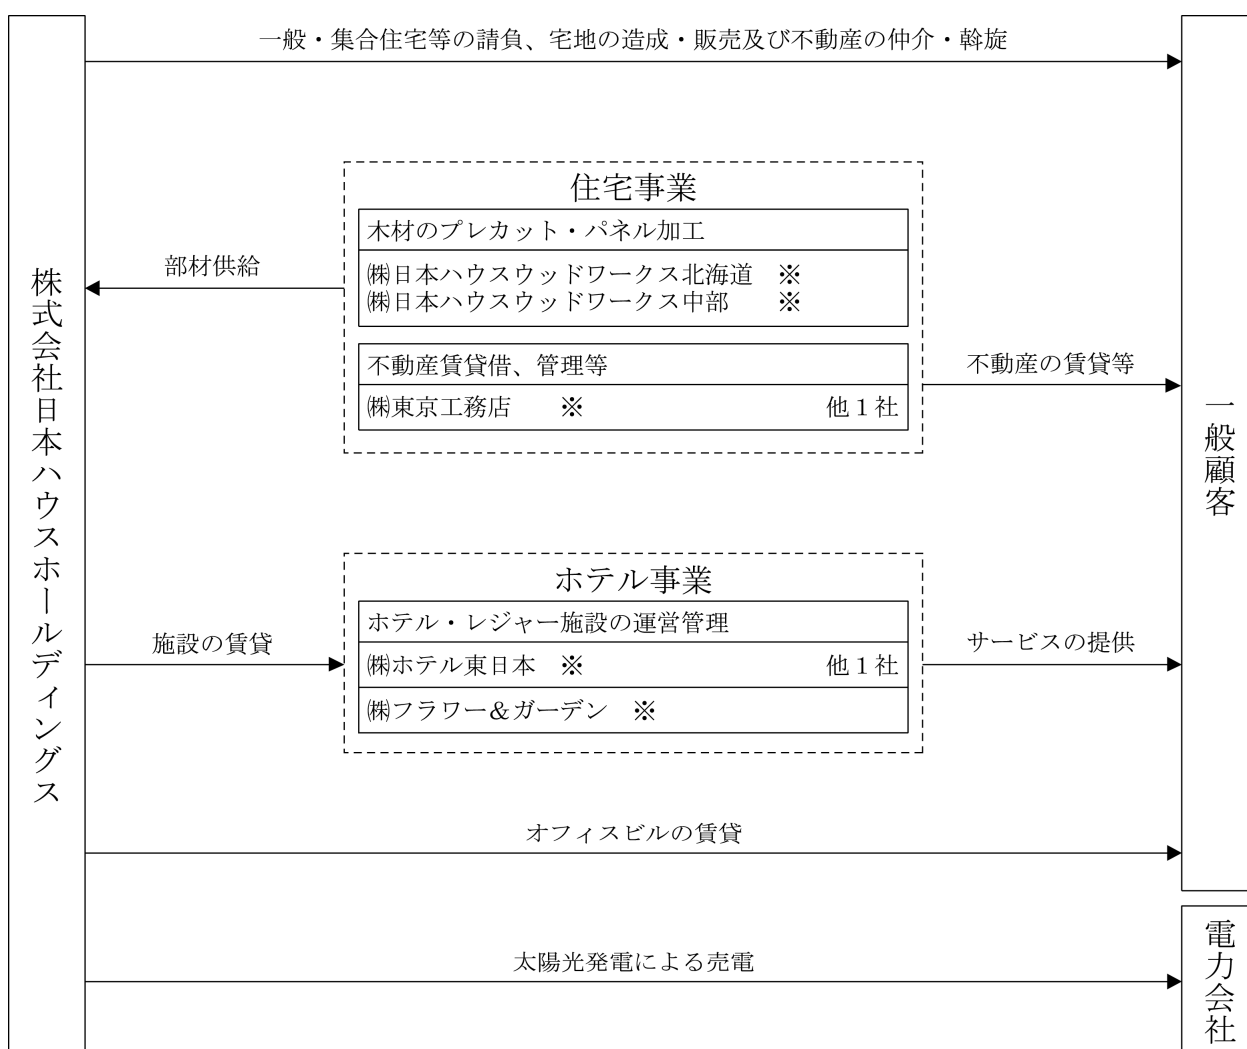 一般・集合住宅等の請負、宅地の造成・販売及び不動産の仲介・斡旋
株式会社日本ハウスホールディングス
住宅事業
木材のプレカット・パネル加工
㈱日本ハウスウッドワークス北海道　※
㈱日本ハウスウッドワークス中部　　※
部材供給
不動産賃貸借、管理等
㈱東京工務店　　※　　他１社
不動産の賃貸等
一般顧客
ホテル事業
ホテル・レジャー施設の運営管理
㈱ホテル東日本　※　　他１社
㈱フラワー＆ガーデン　※
施設の賃貸
サービスの提供
オフィスビルの賃貸
太陽光発電による売電
電力会社